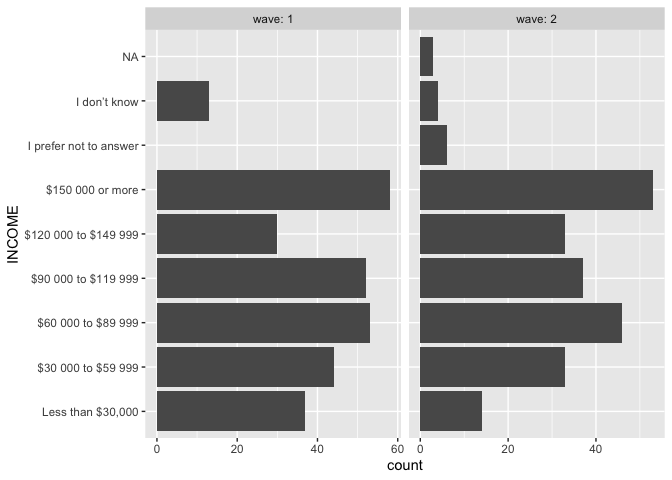 wave: 1
wave: 2
INCOME
NA
I don’t know
I prefer not to answer
$150 000 or more
$120 000 to $149 999
$90 000 to $119 999
$60 000 to $89 999
$30 000 to $59 999
Less than $30,000
0 20 40 60
0 20 40
count